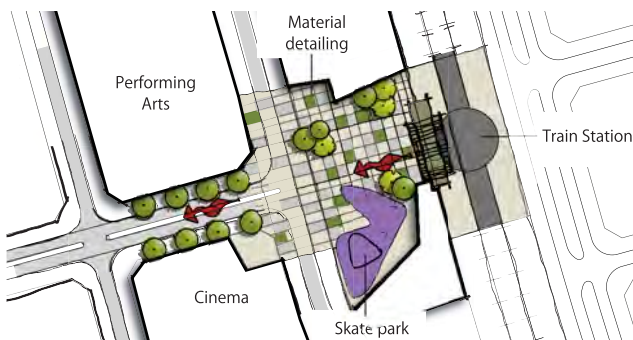 Material
detailing
Performing
Arts
Train Station
Cinema
Skate park